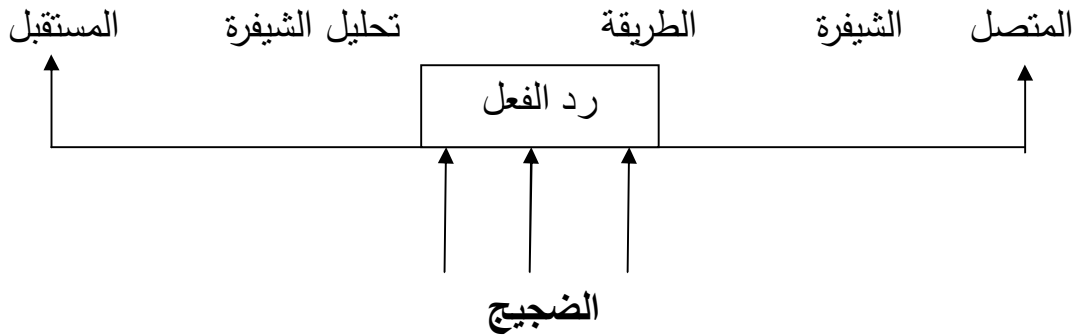 المتصل الشيفرة الطريقة تحليل الشيفرة المستقبل
رد الفعل
الضجيج